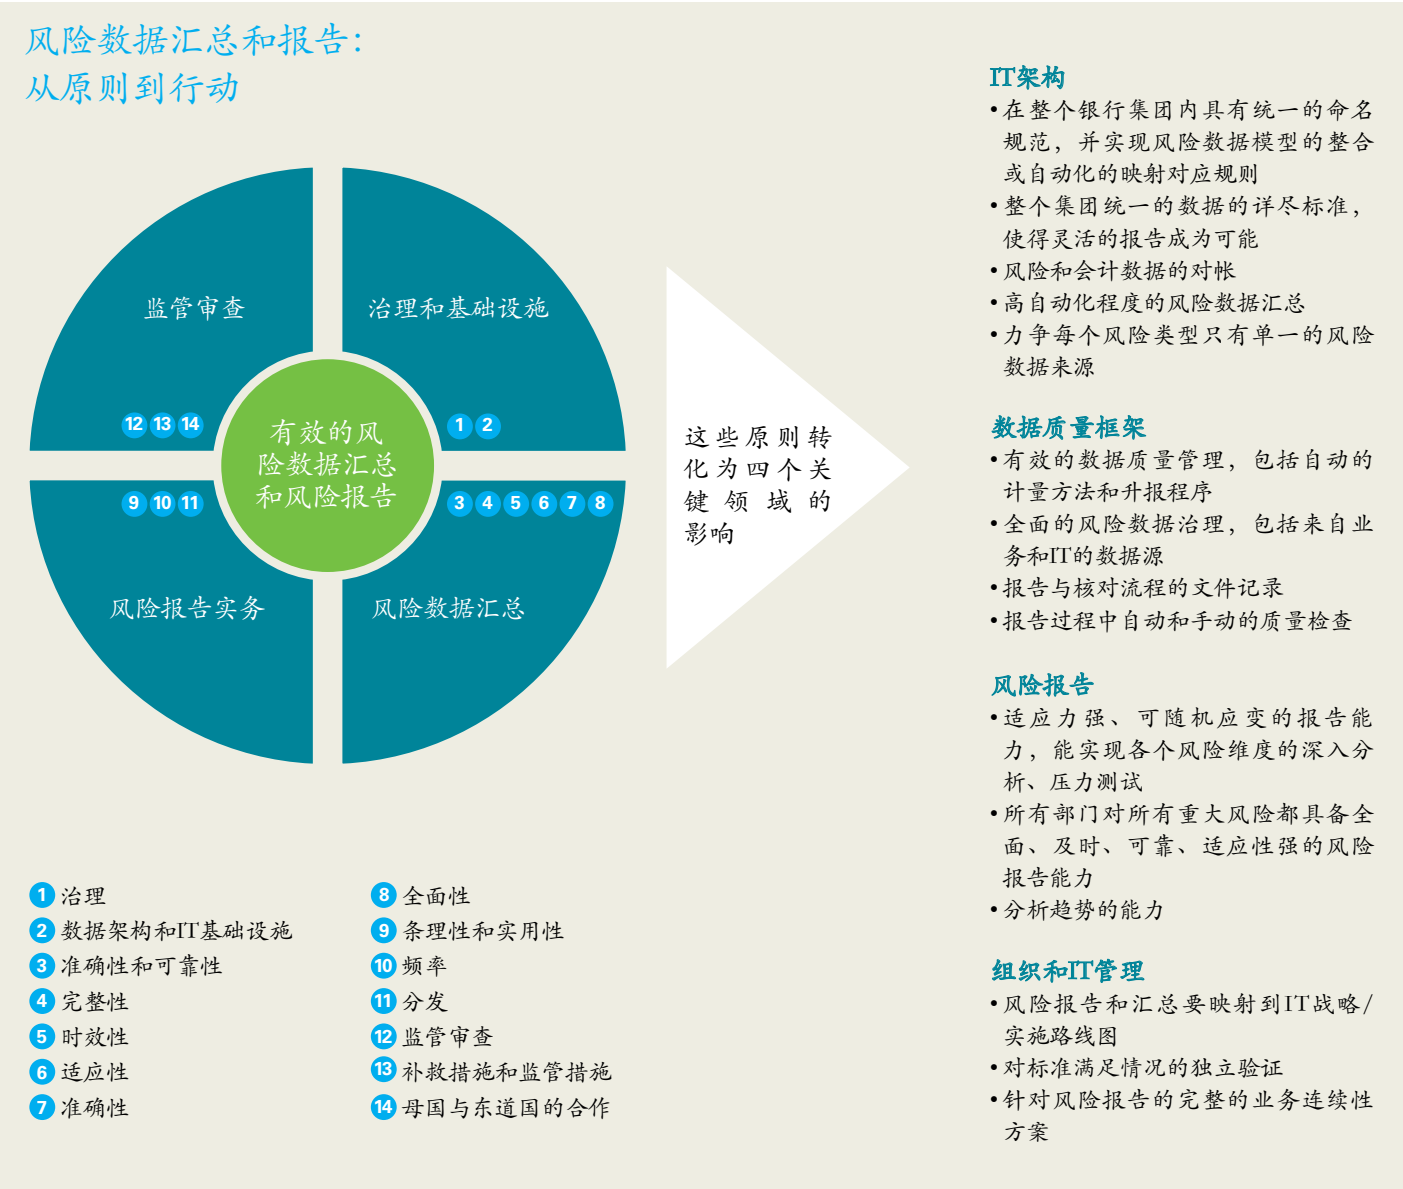 风险数据汇总和报告:
从原则到行动
监管审查
治理和基础设施
12 13 14
1 2
有效的风
险数据汇总
和风险报告
9 10 11
3 4 5 6 7 8
风险报告实务
风险数据汇总
这些原则转
化为四个关
键领域的
影响
1 治理
2 数据架构和IT基础设施
3 准确性和可靠性
4 完整性
5 时效性
6 适应性
7 准确性
8 全面性
9 条理性和实用性
10 频率
11 分发
12 监管审查
13 补救措施和监管措施
14 母国与东道国的合作
IT架构
•在整个银行集团内具有统一的命名
规范，并实现风险数据模型的整合
或自动化的映射对应规则
•整个集团统一的数据的详尽标准，
使得灵活的报告成为可能
•风险和会计数据的对帐
•高自动化程度的风险数据汇总
•力争每个风险类型只有单一的风险
数据来源
数据质量框架
•有效的数据质量管理，包括自动的
计量方法和升报程序
•全面的风险数据治理，包括来自业
务和IT的数据源
•报告与核对流程的文件记录
•报告过程中自动和手动的质量检查
风险报告
•适应力强、可随机应变的报告能
力，能实现各个风险维度的深入分
析、压力测试
•所有部门对所有重大风险都具备全
面、及时、可靠、适应性强的风险
报告能力
•分析趋势的能力
组织和IT管理
•风险报告和汇总要映射到IT战略/
实施路线图
•对标准满足情况的独立验证
•针对风险报告的完整的业务连续性
方案